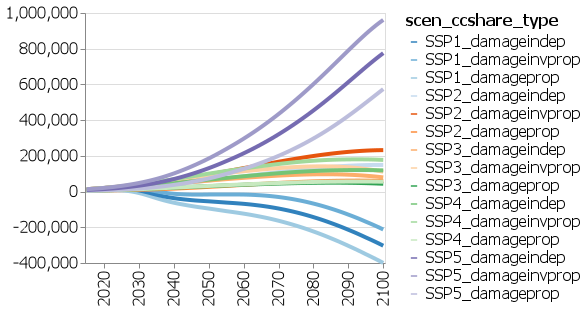 1,000,000
800,000
600,000
400,000
200,000
0
-200,000
-400,000
2020
2030
2040
2050
2060
2070
2080
2090
2100
scen_ccshare_type
SSP1_damageindep
SSP1_damageinvprop
SSP1_damageprop
SSP2_damageindep
SSP2_damageinvprop
SSP2_damageprop
SSP3_damageindep
SSP3_damageinvprop
SSP3_damageprop
SSP4_damageindep
SSP4_damageinvprop
SSP4_damageprop
SSP5_damageindep
SSP5_damageinvprop
SSP5_damageprop